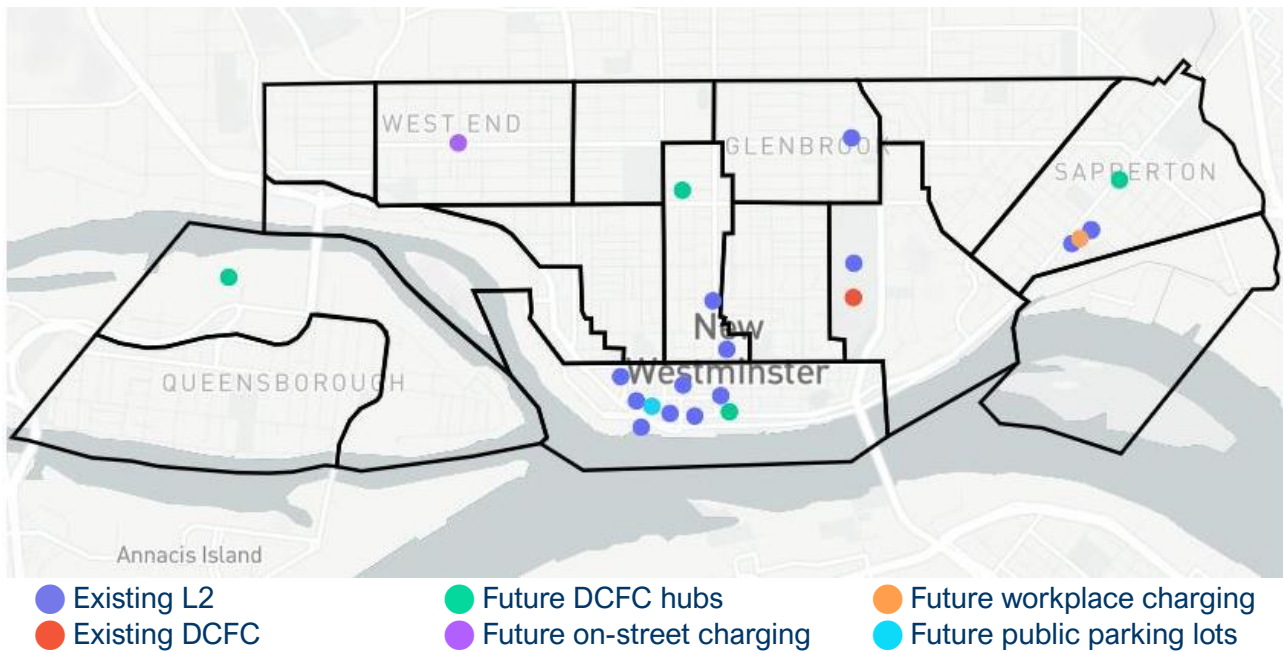 WEST END
GLENBROOK
SAPPERTON
New
Westminster
QUEENSBOROUGH
Annacis Island
Existing L2
Future DCFC hubs
Future workplace charging
Existing DCFC
Future on-street charging
Future public parking lots